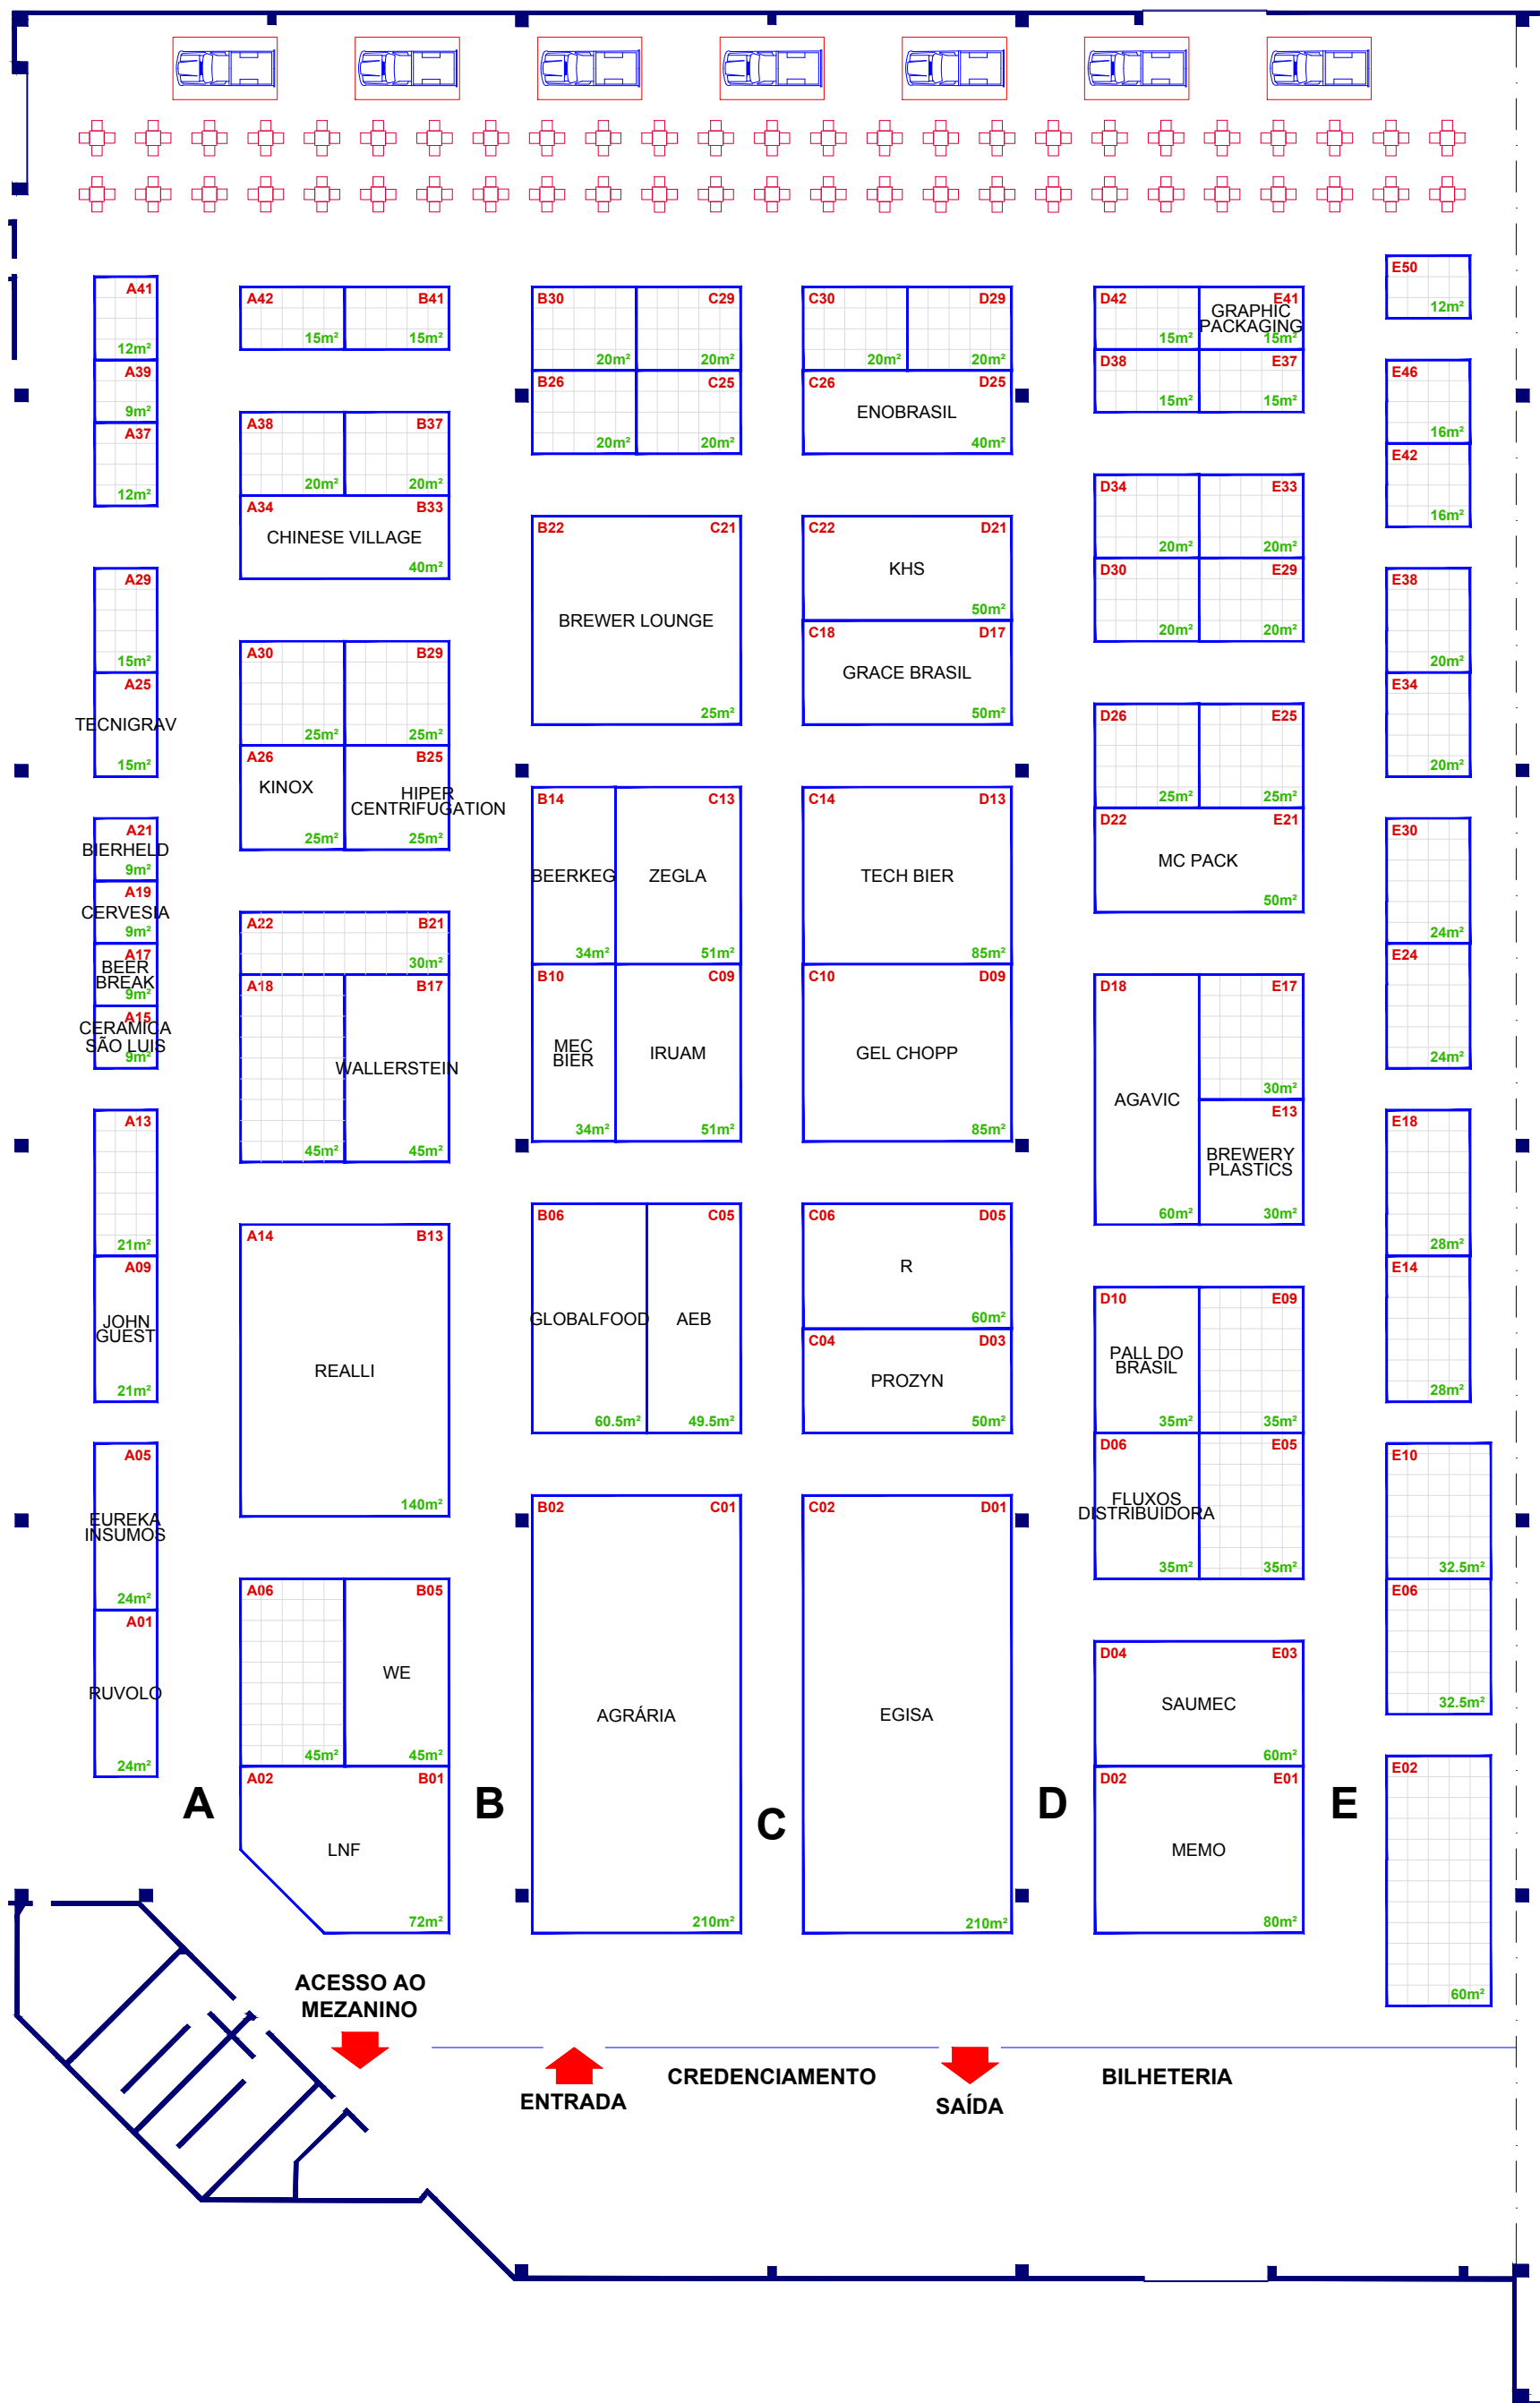 E50
12m²
A41
12m²
A42
15m²
B41
15m²
B30
20m²
C29
20m²
C30
20m²
D29
20m²
D42
15m²
E41
GRAPHIC
PACKAGING
15m²
A39
9m²
D38
15m²
E37
15m²
E46
16m²
B26
20m²
C25
20m²
C26
D25
ENOBRASIL
40m²
A37
12m²
A38
20m²
B37
20m²
E42
16m²
A34
B33
CHINESE VILLAGE
40m²
D34
20m²
E33
20m²
B22
C21
BREWER LOUNGE
25m²
C22
D21
KHS
50m²
D30
20m²
E29
20m²
A29
15m²
E38
20m²
C18
D17
GRACE BRASIL
50m²
A30
25m²
B29
25m²
A25
TECNIGRAV
15m²
E34
20m²
D26
25m²
E25
25m²
A26
KINOX
25m²
B25
HIPER
CENTRIFUGATION
25m²
B14
BEERKEG
34m²
C13
ZEGLA
51m²
C14
D13
TECH BIER
85m²
D22
E21
MC PACK
50m²
A21
BIERHELD
9m²
E30
24m²
A19
CERVESIA
9m²
A22
B21
30m²
A17
BEER
BREAK
9m²
E24
24m²
A18
45m²
B17
WALLERSTEIN
45m²
B10
MEC
BIER
34m²
C09
IRUAM
51m²
C10
D09
GEL CHOPP
85m²
D18
AGAVIC
60m²
E17
30m²
A15
CERAMICA
SÃO LUIS
9m²
E13
BREWERY
PLASTICS
30m²
A13
21m²
E18
28m²
B06
GLOBALFOOD
60.5m²
C05
AEB
49.5m²
C06
D05
R
60m²
A14
B13
REALLI
140m²
A09
JOHN
GUEST
21m²
E14
28m²
D10
PALL DO
BRASIL
35m²
E09
35m²
C04
D03
PROZYN
50m²
D06
FLUXOS
DISTRIBUIDORA
35m²
E05
35m²
A05
EUREKA
INSUMOS
24m²
E10
32.5m²
B02
C01
AGRÁRIA
210m²
C02
D01
EGISA
210m²
A06
45m²
B05
WE
45m²
E06
32.5m²
A01
RUVOLO
24m²
D04
E03
SAUMEC
60m²
A02
B01
LNF
72m²
D02
E01
MEMO
80m²
E02
60m²
A
B
C
D
E
ACESSO AO
MEZANINO
ENTRADA
CREDENCIAMENTO
SAÍDA
BILHETERIA